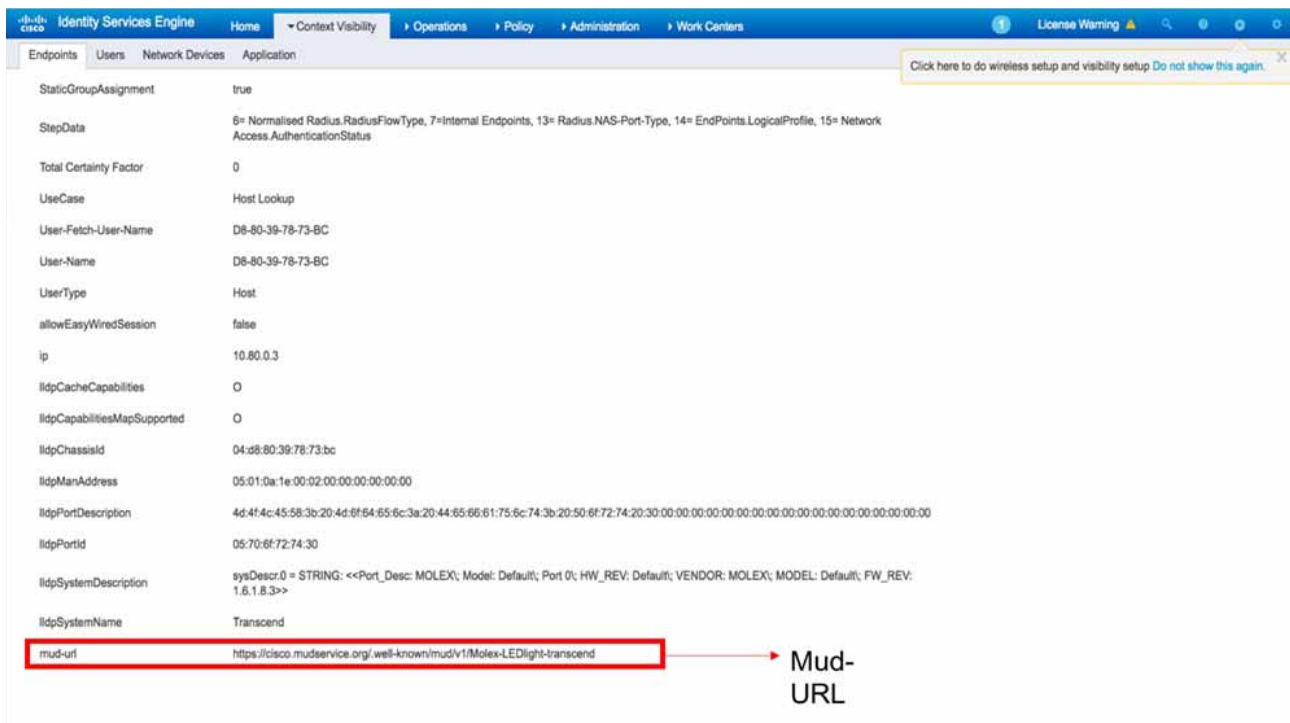 cisco Identity Services Engine Home Context Visibility Operations Policy Administration Work Centers 1 License Warning
Endpoints Users Network Devices Application
Click here to do wireless setup and visibility setup Do not show this again.
StaticGroupAssignment true
StepData 6= Normalised Radius.RadiusFlowType, 7=Internal Endpoints, 13= Radius.NAS-Port-Type, 14= EndPoints.LogicalProfile, 15= Network
Access.AuthenticationStatus
Total Certainty Factor 0
UseCase Host Lookup
User-Fetch-User-Name D8-80-39-78-73-BC
User-Name D8-80-39-78-73-BC
UserType Host
allowEasyWiredSession false
ip 10.80.0.3
lldpCacheCapabilities O
lldpCapabilitiesMapSupported O
lldpChassisId 04:d8:80:39:78:73:bc
lldpManAddress 05:01:0a:1e:00:02:00:00:00:00:00:00
lldpPortDescription 4d:4f:4c:45:58:3b:20:4d:6f:64:65:6c:3a:20:44:65:66:61:75:6c:74:3b:20:50:6f:72:74:20:30:00:00:00:00:00:00:00:00:00:00:00:00:00:00:00:00:00:00
lldpPortId 05:70:6f:72:74:30
lldpSystemDescription sysDescr.0 = STRING: <<Port_Desc: MOLEX\; Model: Default\; Port 0\; HW_REV: Default\; VENDOR: MOLEX\; MODEL: Default\; FW_REV:
1.6.1.8.3>>
lldpSystemName Transcend
mud-url https://cisco.mudservice.org/.well-known/mud/v1/Molex-LEDlight-transcend
Mud-
URL